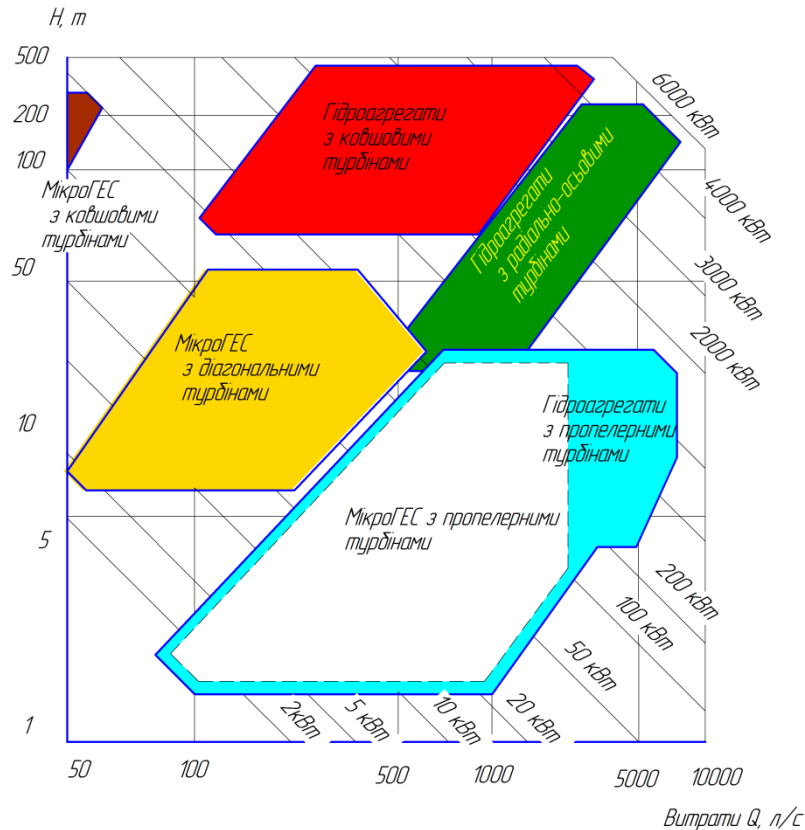 H, m
500
200
100
50
10
5
1
Гідроагрегати
з ковшовими
турбінами
Гідроагрегати
з радіально-осьовими
турбінами
МікроГЕС
з ковшовими
турбінами
МікроГЕС
з діагональними
турбінами
Гідроагрегати
з пропелерними
турбінами
МікроГЕС з пропелерними
турбінами
6000 кВт
4000 кВт
3000 кВт
2000 кВт
200 кВт
100 кВт
50 кВт
20 кВт
10 кВт
5 кВт
2кВт
50
100
500
1000
5000
10000
Витрати Q, л/с